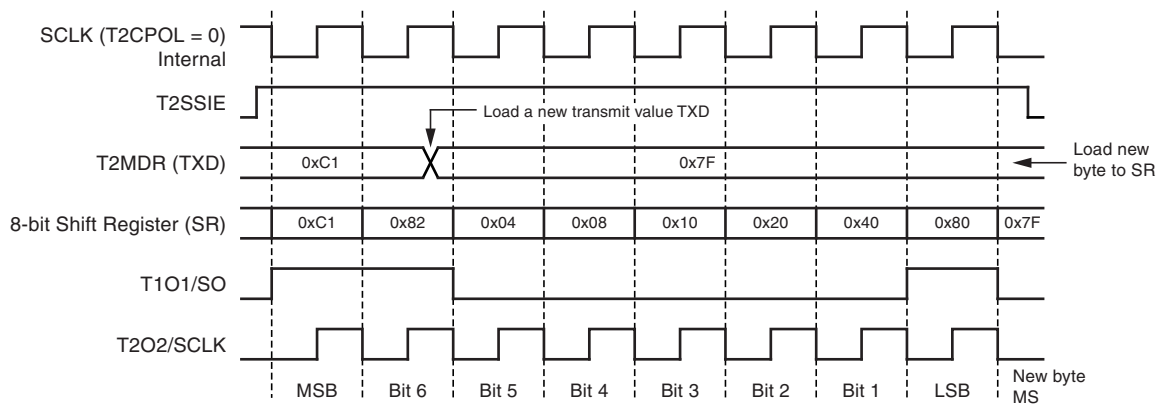 SCLK (T2CPOL = 0)
Internal
T2SSIE
Load a new transmit value TXD
T2MDR (TXD)
0xC1
0x7F
Load new
byte to SR
8-bit Shift Register (SR)
0xC1 0x82 0x04 0x08 0x10 0x20 0x40 0x80 0x7F
T1O1/SO
T2O2/SCLK
MSB Bit 6 Bit 5 Bit 4 Bit 3 Bit 2 Bit 1 LSB New byte
MS